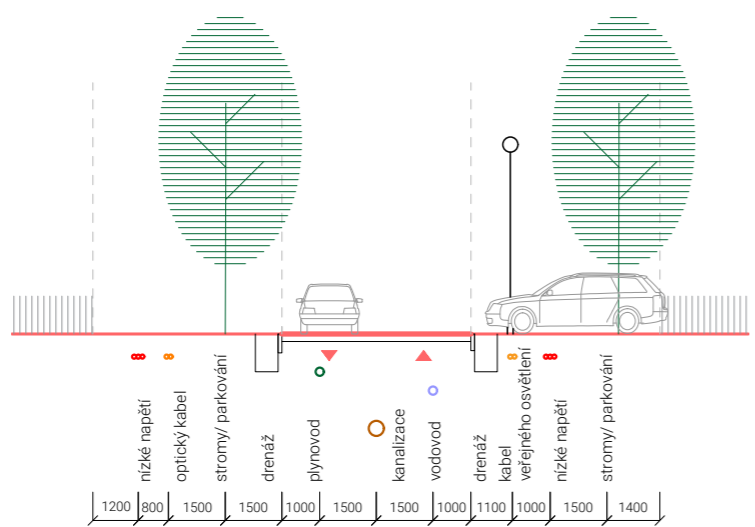 nízké napětí
optický kabel
stromy/ parkování
drenáž
plynovod
kanalizace
vodovod
drenáž
kabel
veřejného osvětlení
nízké napětí
stromy/ parkování
1200 800 1500 1500 1000 1500 1500 1000 1100 1000 1500 1400